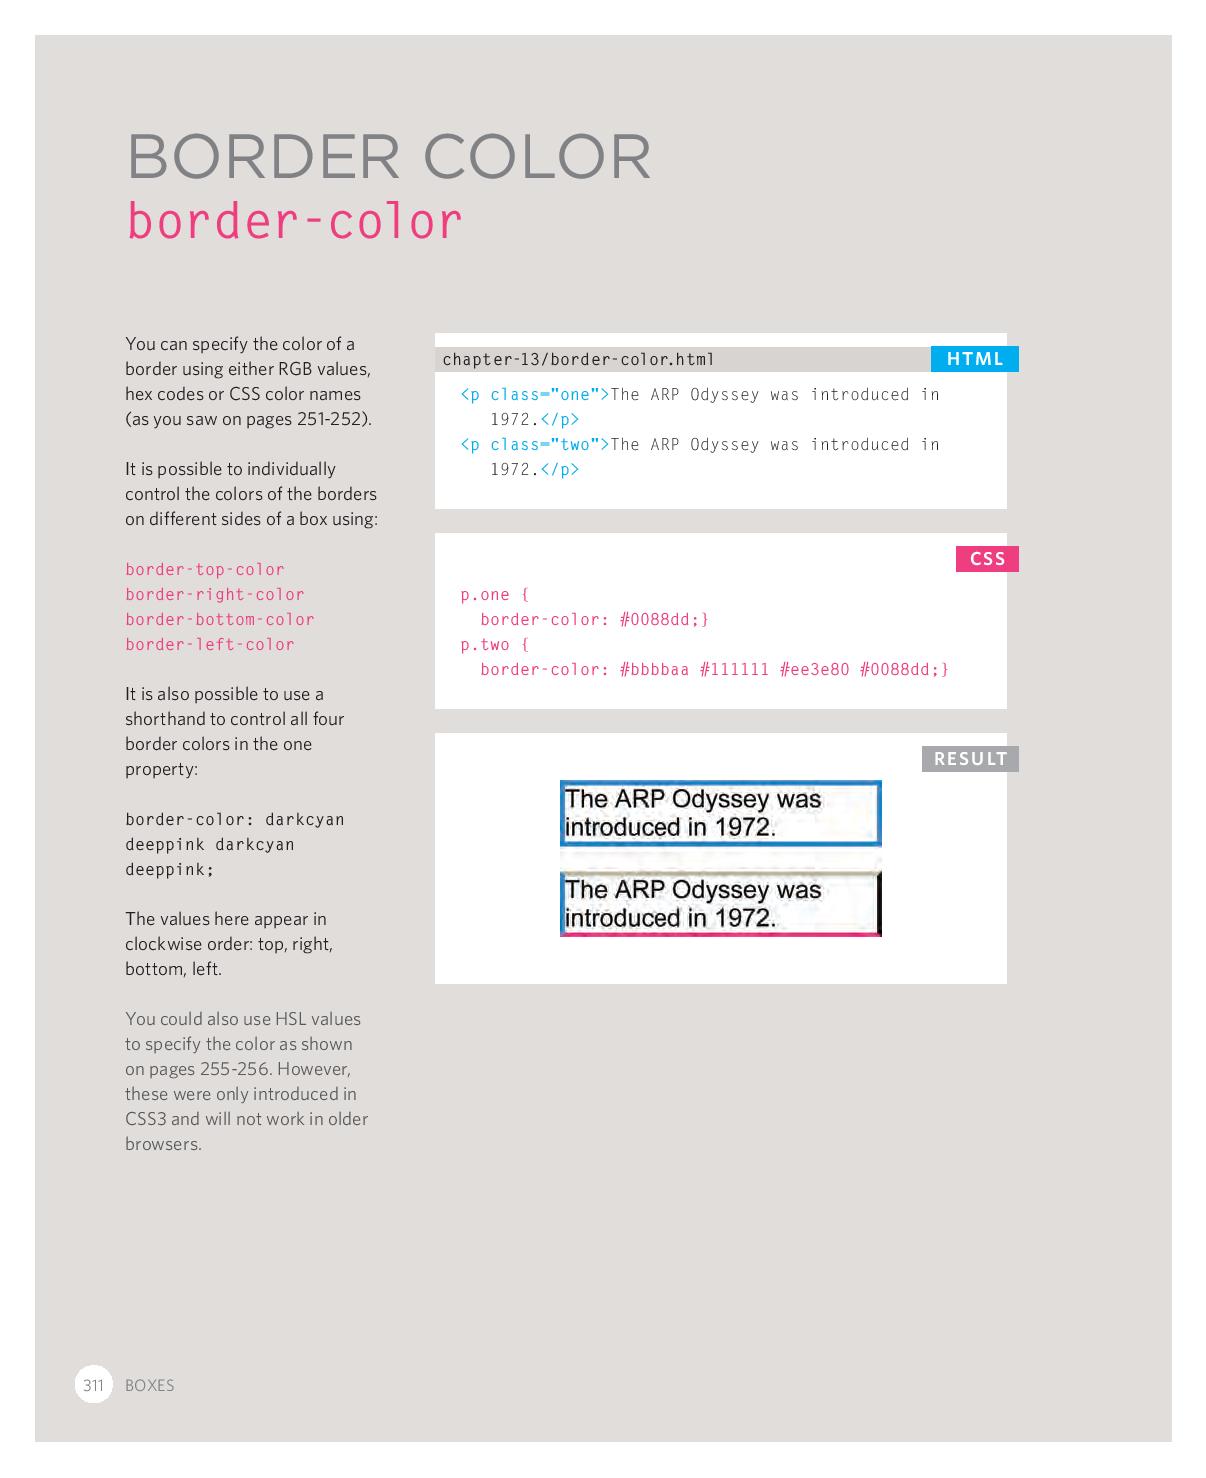 BORDER COLOR
border-color
You can specify the color of a
border using either RGB values,
hex codes or CSS color names
(as you saw on pages 251-252).
It is possible to individually
control the colors of the borders
on different sides of a box using:
border-top-color
border-right-color
border-bottom-color
border-left-color
It is also possible to use a
shorthand to control all four
border colors in the one
property:
border-color: darkcyan
deeppink darkcyan
deeppink;
The values here appear in
clockwise order: top, right,
bottom, left.
You could also use HSL values
to specify the color as shown
on pages 255-256. However,
these were only introduced in
CSS3 and will not work in older
browsers.
chapter-13/border-color.html HTML
<p class="one">The ARP Odyssey was introduced in
1972.</p>
<p class="two">The ARP Odyssey was introduced in
1972.</p>
CSS
p.one {
border-color: #0088dd;}
p.two {
border-color: #bbbbaa #111111 #ee3e80 #0088dd;}
RESULT
The ARP Odyssey was
introduced in 1972.
The ARP Odyssey was
introduced in 1972.
311 BOXES